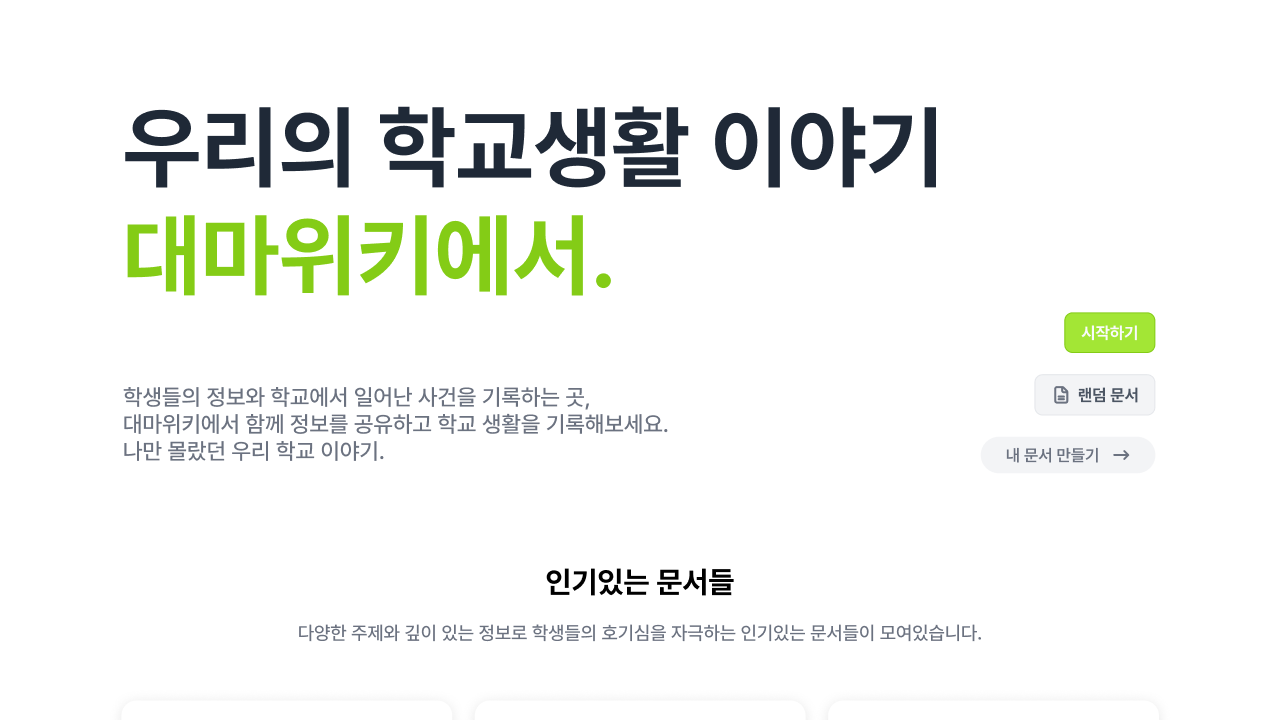 우리의 학교생활 이야기
대마위키에서.
시작하기
랜덤 문서
내 문서 만들기 →
학생들의 정보와 학교에서 일어난 사건을 기록하는 곳,
대마위키에서 함께 정보를 공유하고 학교 생활을 기록해보세요.
나만 몰랐던 우리 학교 이야기.
인기있는 문서들
다양한 주제와 깊이 있는 정보로 학생들의 호기심을 자극하는 인기있는 문서들이 모여있습니다.